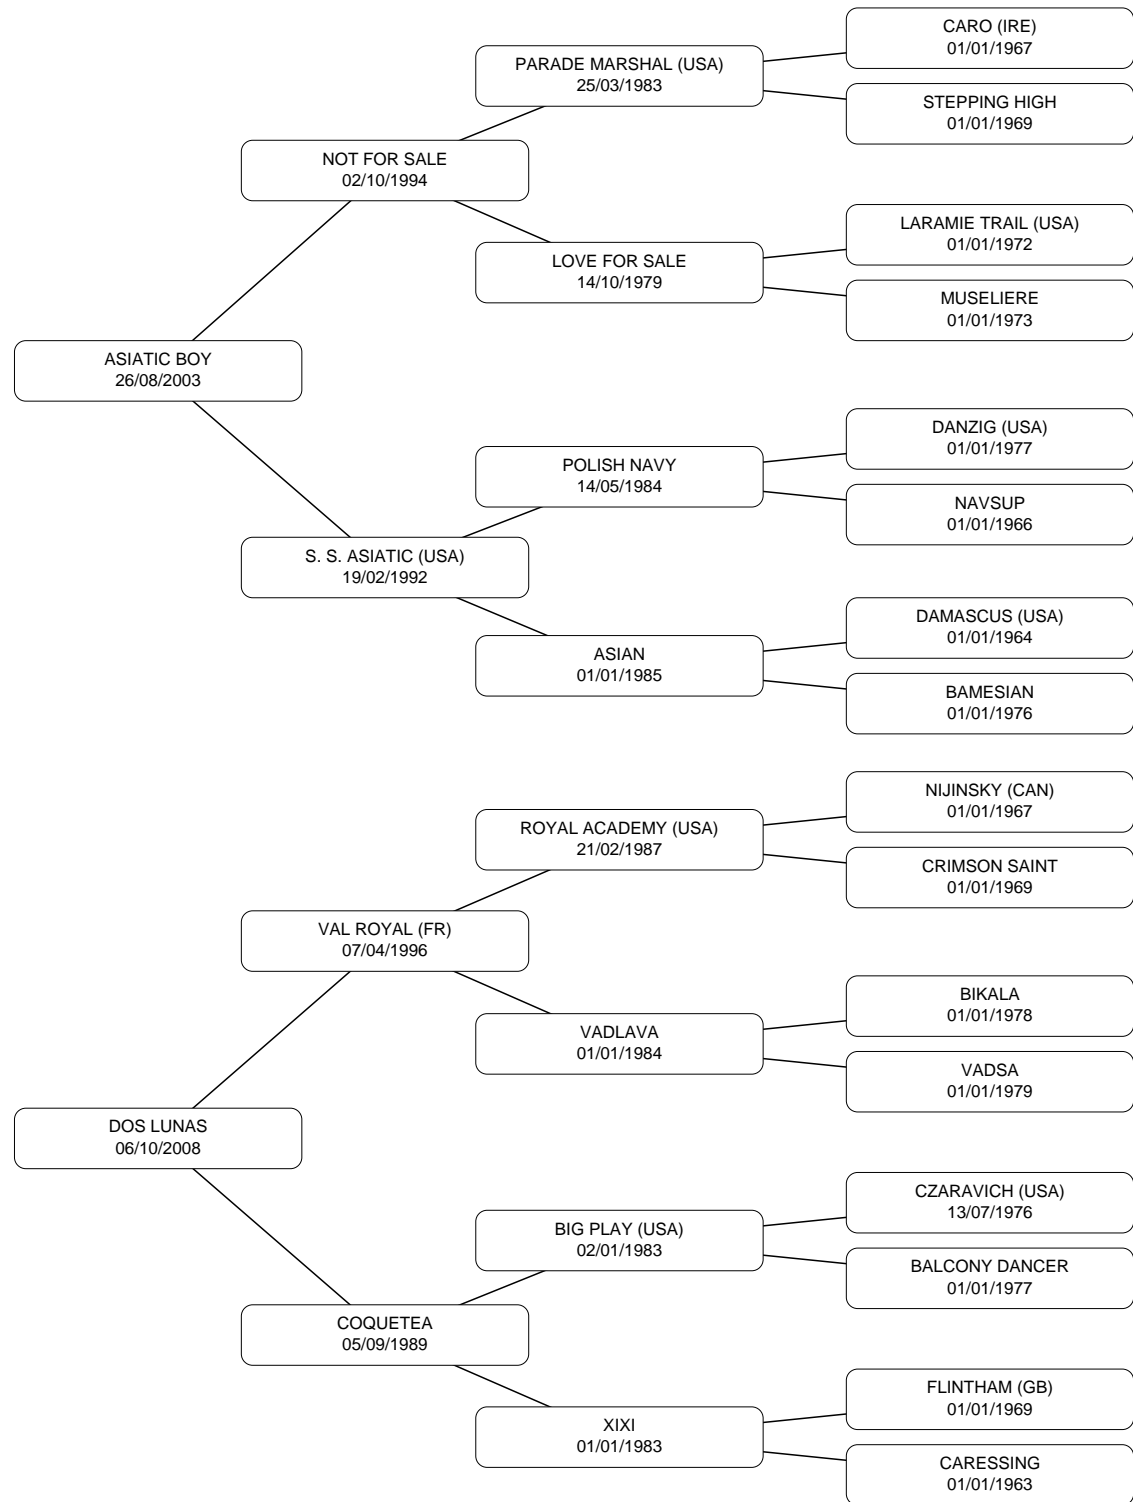 CARO (IRE)
01/01/1967
PARADE MARSHAL (USA)
25/03/1983
STEPPING HIGH
01/01/1969
NOT FOR SALE
02/10/1994
LARAMIE TRAIL (USA)
01/01/1972
LOVE FOR SALE
14/10/1979
MUSELIERE
01/01/1973
ASIATIC BOY
26/08/2003
DANZIG (USA)
01/01/1977
POLISH NAVY
14/05/1984
NAVSUP
01/01/1966
S. S. ASIATIC (USA)
19/02/1992
DAMASCUS (USA)
01/01/1964
ASIAN
01/01/1985
BAMESIAN
01/01/1976
NIJINSKY (CAN)
01/01/1967
ROYAL ACADEMY (USA)
21/02/1987
CRIMSON SAINT
01/01/1969
VAL ROYAL (FR)
07/04/1996
BIKALA
01/01/1978
VADLAVA
01/01/1984
VADSA
01/01/1979
DOS LUNAS
06/10/2008
CZARAVICH (USA)
13/07/1976
BIG PLAY (USA)
02/01/1983
BALCONY DANCER
01/01/1977
COQUETEA
05/09/1989
FLINTHAM (GB)
01/01/1969
XIXI
01/01/1983
CARESSING
01/01/1963